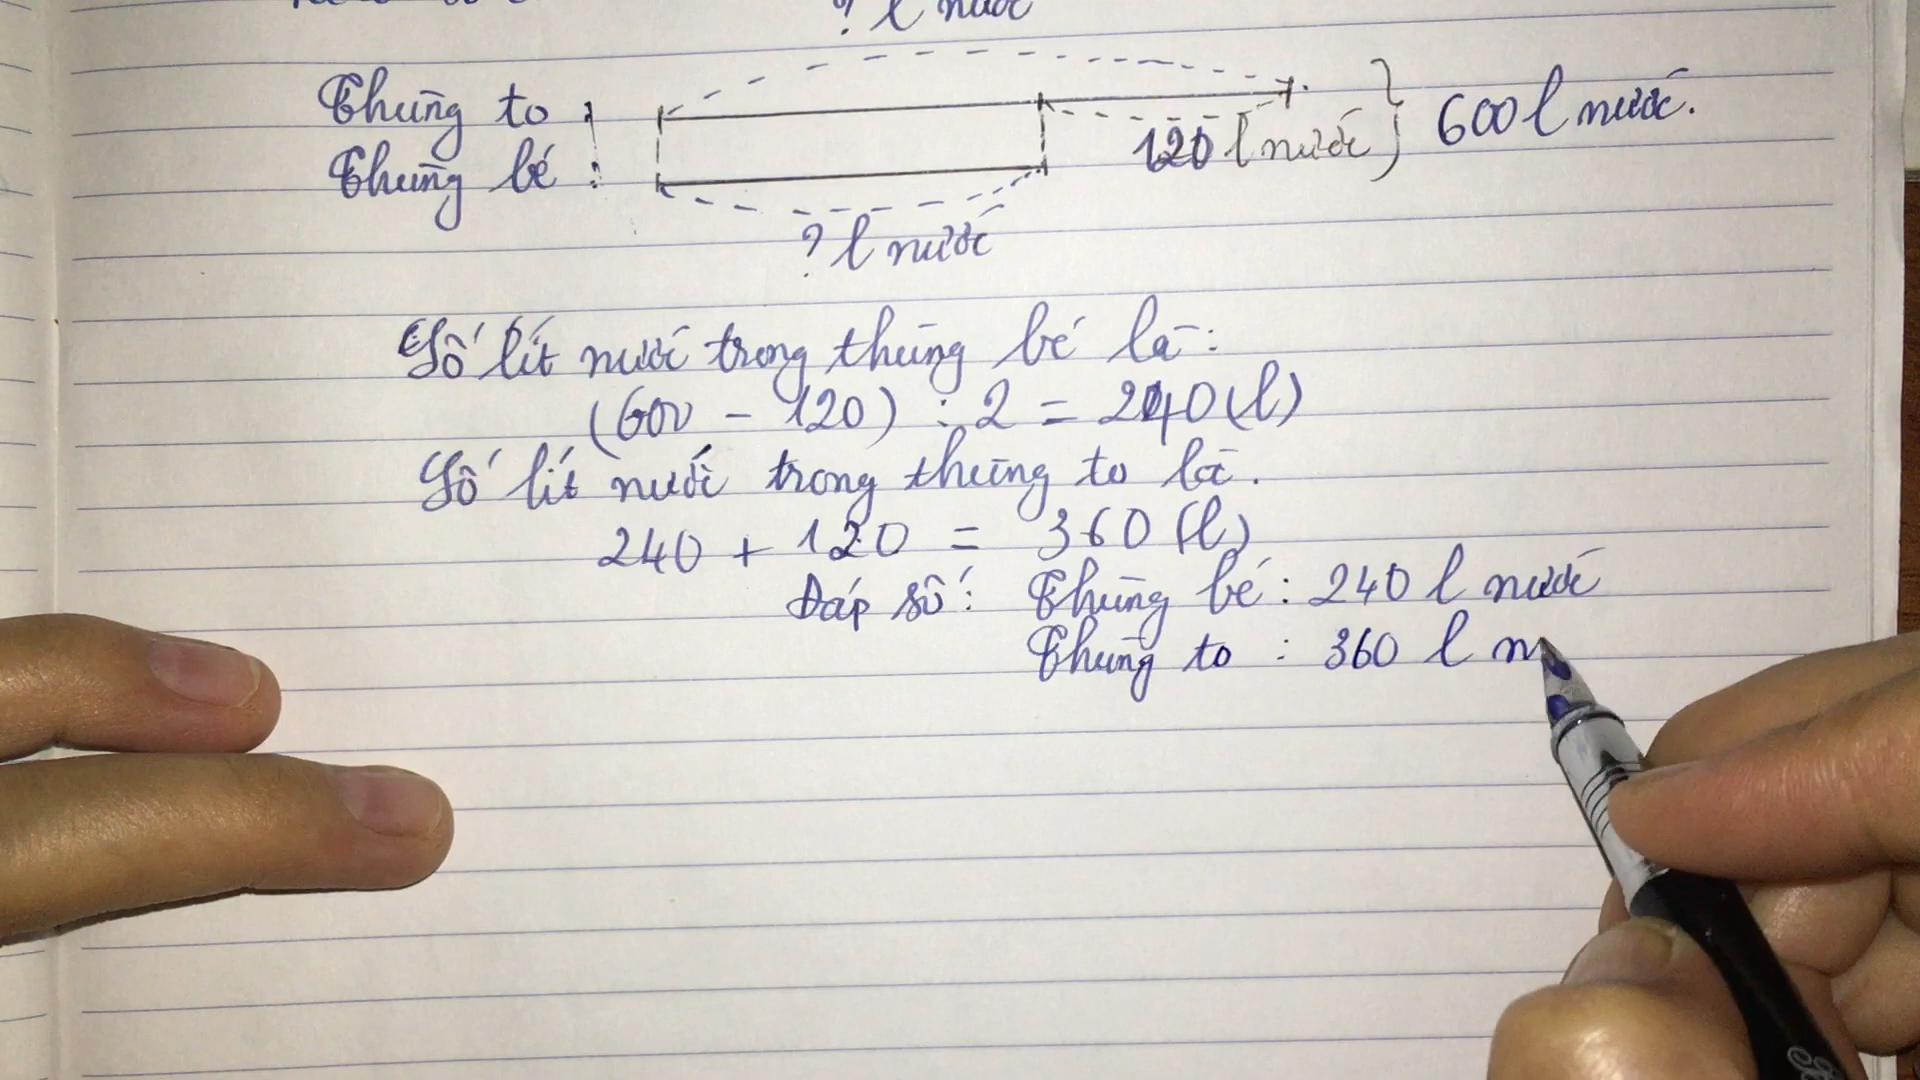 ? l nước
Thùng to :
120 l nước } 600 l nước.
Thùng bé :
? l nước
Số lít nước trong thùng bé là:
(600 - 120) : 2 = 240 (l)
Số lít nước trong thùng to là.
240 + 120 = 360 (l)
Đáp số: Thùng bé: 240 l nước
Thùng to : 360 l n